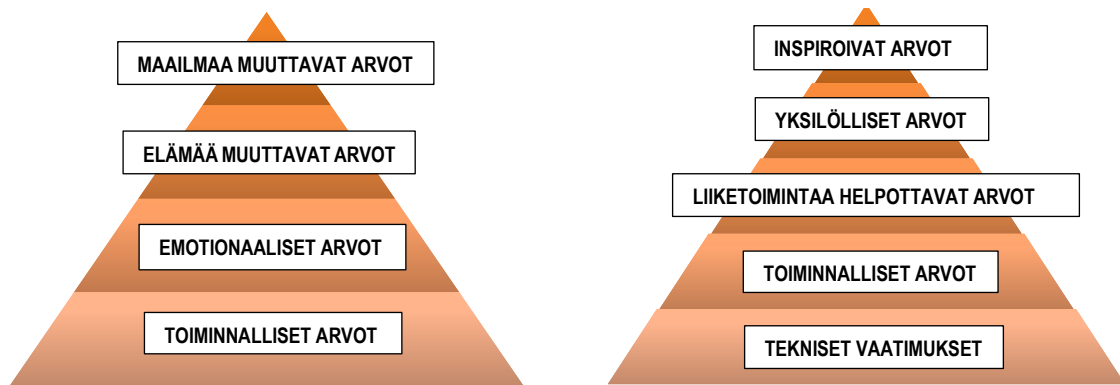 MAAILMAA MUUTTAVAT ARVOT
ELÄMÄÄ MUUTTAVAT ARVOT
EMOTIONAALISET ARVOT
TOIMINNALLISET ARVOT
INSPIROIVAT ARVOT
YKSILÖLLISET ARVOT
LIIKETOIMINTAA HELPOTTAVAT ARVOT
TOIMINNALLISET ARVOT
TEKNISET VAATIMUKSET